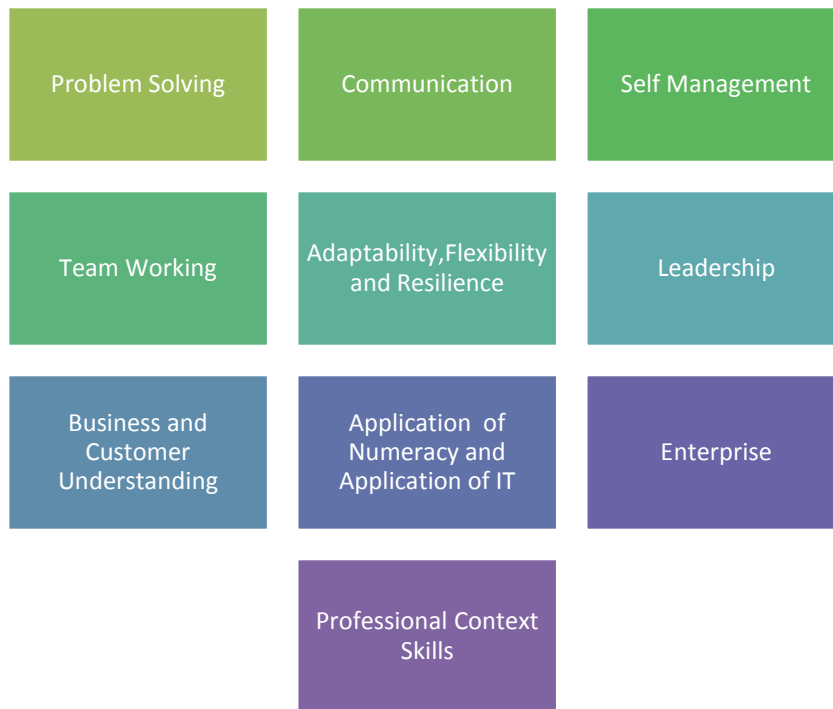 Problem Solving
Communication
Self Management
Team Working
Adaptability,Flexibility
and Resilience
Leadership
Business and
Customer
Understanding
Application  of
Numeracy and
Application of IT
Enterprise
Professional Context
Skills